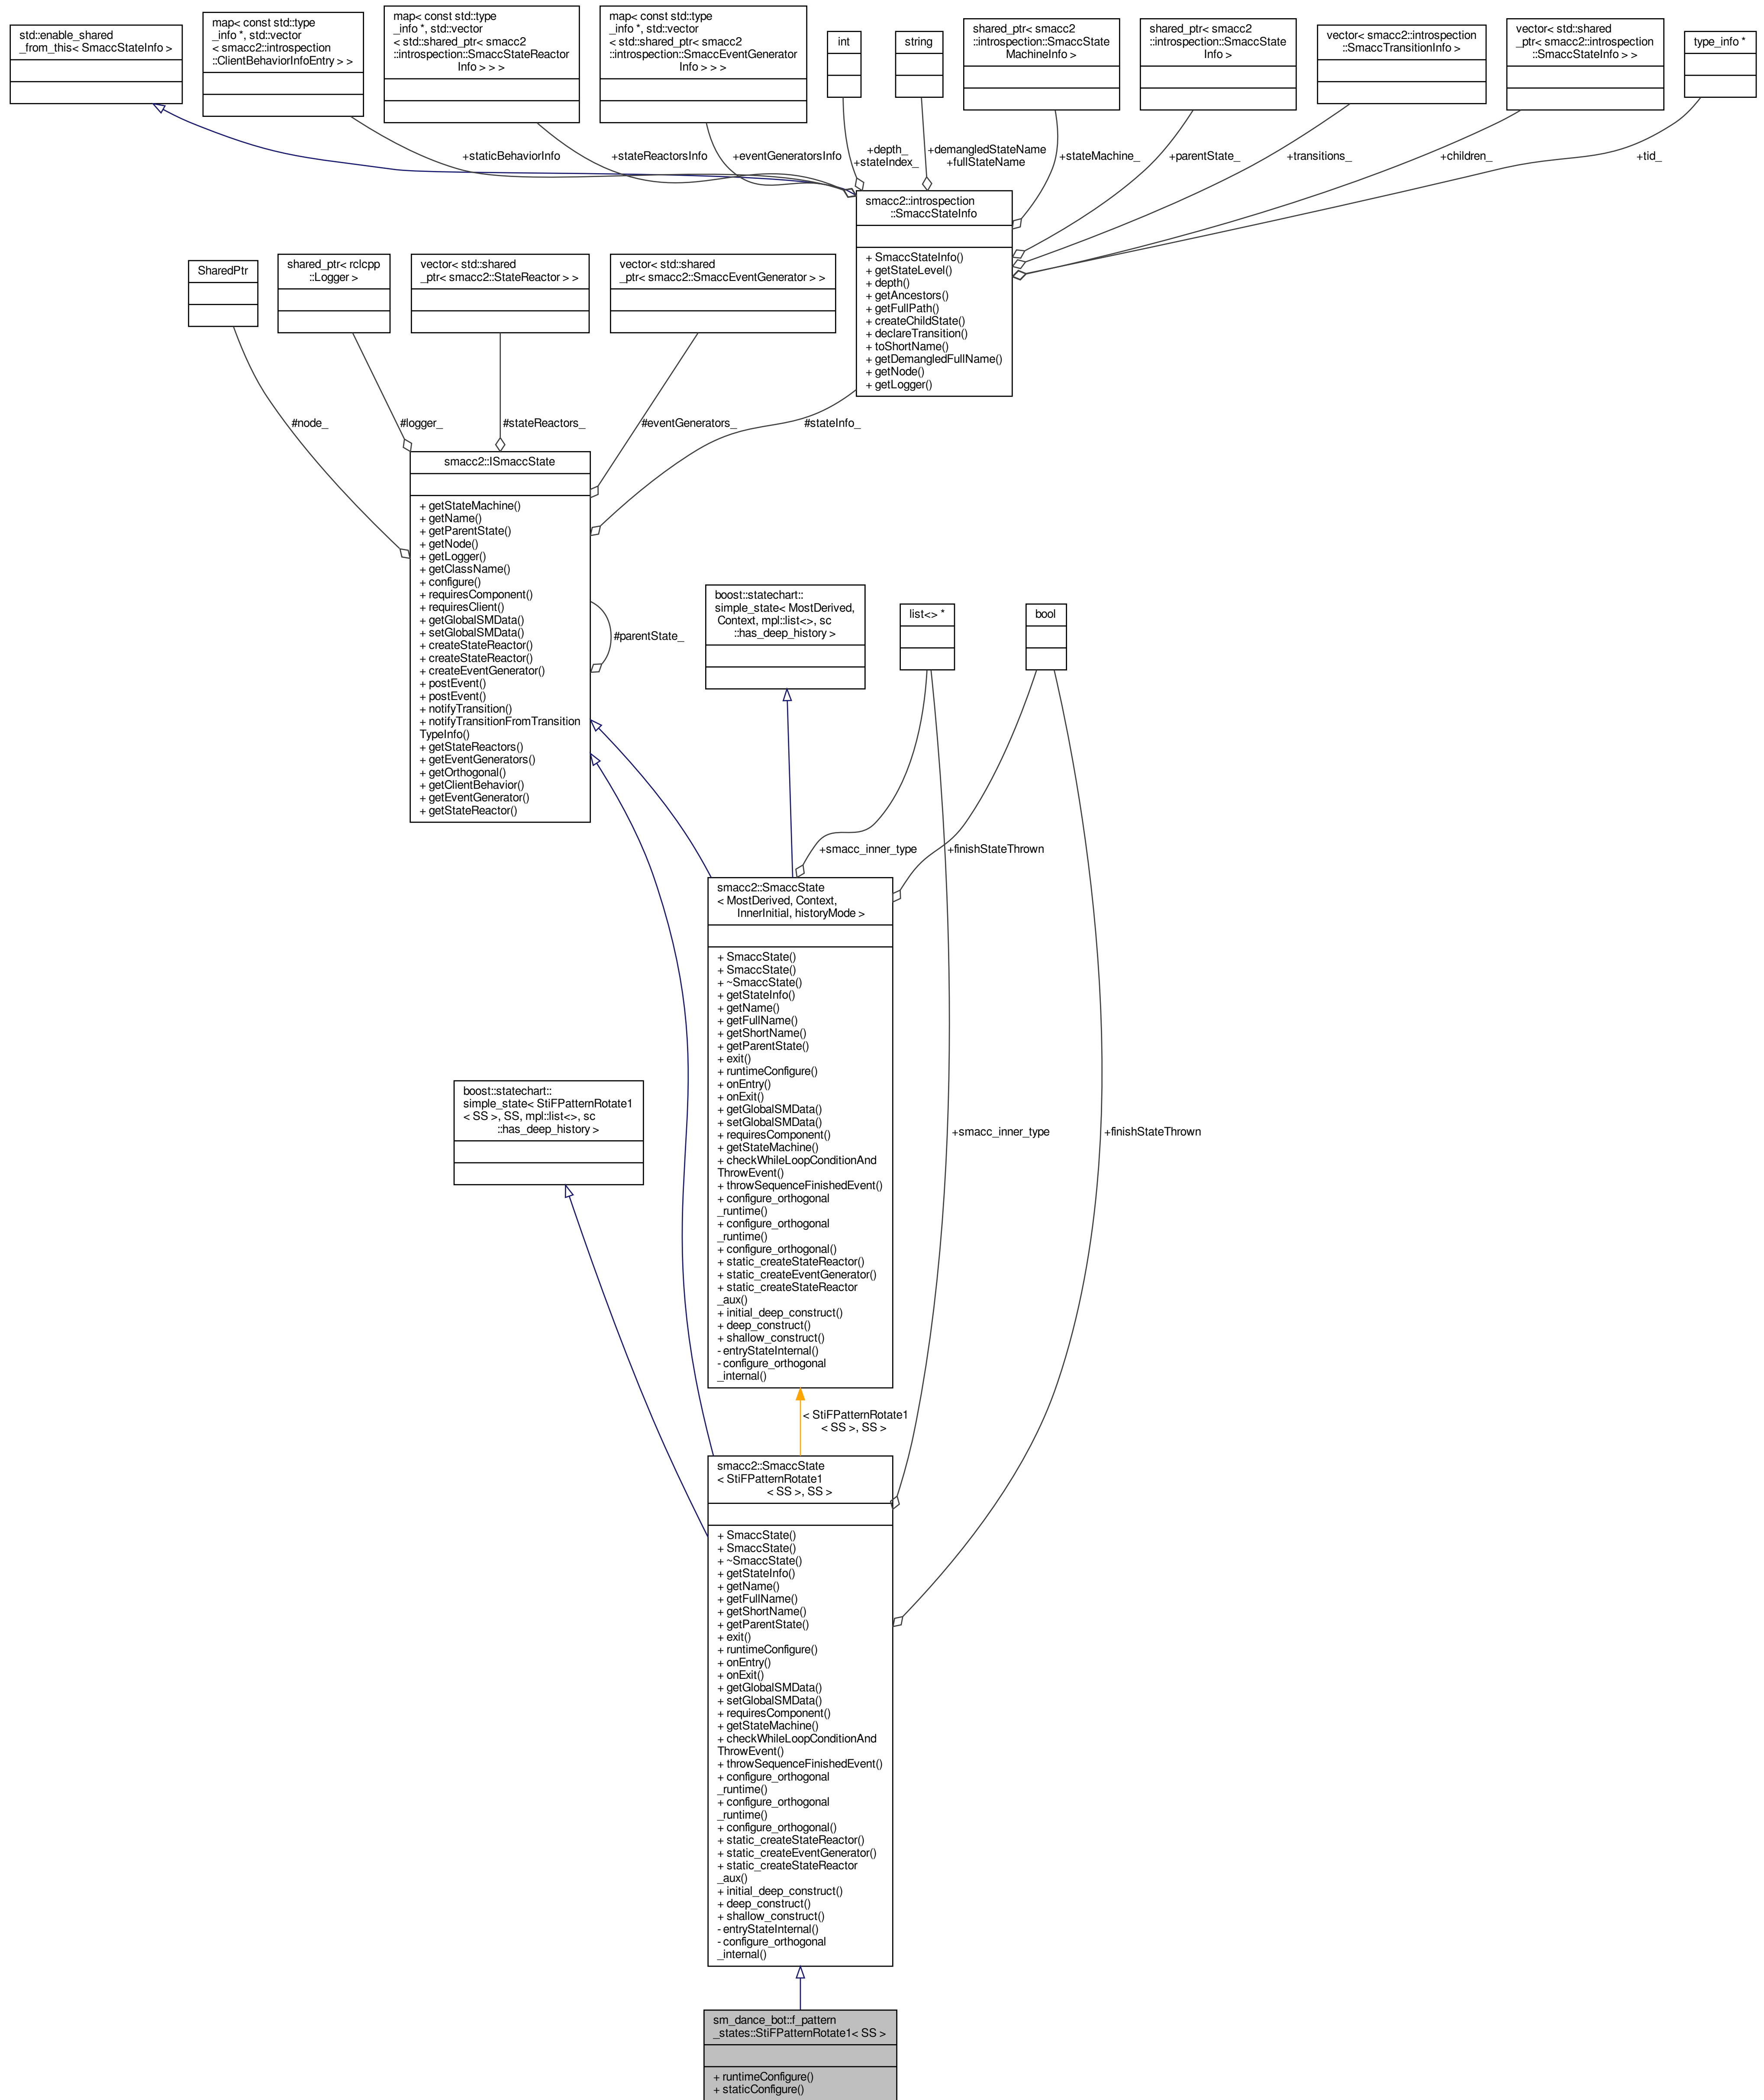 std::enable_shared
_from_this< SmaccStateInfo >
map< const std::type
_info *, std::vector
< smacc2::introspection
::ClientBehaviorInfoEntry > >
map< const std::type
_info *, std::vector
< std::shared_ptr< smacc2
::introspection::SmaccStateReactor
Info > > >
map< const std::type
_info *, std::vector
< std::shared_ptr< smacc2
::introspection::SmaccEventGenerator
Info > > >
int
string
shared_ptr< smacc2
::introspection::SmaccState
MachineInfo >
shared_ptr< smacc2
::introspection::SmaccState
Info >
vector< smacc2::introspection
::SmaccTransitionInfo >
vector< std::shared
_ptr< smacc2::introspection
::SmaccStateInfo > >
type_info *
+staticBehaviorInfo
+stateReactorsInfo
+eventGeneratorsInfo
+depth_
+stateIndex_
+demangledStateName
+fullStateName
+stateMachine_
+parentState_
+transitions_
+children_
+tid_
smacc2::introspection
::SmaccStateInfo
+ SmaccStateInfo()
+ getStateLevel()
+ depth()
+ getAncestors()
+ getFullPath()
+ createChildState()
+ declareTransition()
+ toShortName()
+ getDemangledFullName()
+ getNode()
+ getLogger()
SharedPtr
shared_ptr< rclcpp
::Logger >
vector< std::shared
_ptr< smacc2::StateReactor > >
vector< std::shared
_ptr< smacc2::SmaccEventGenerator > >
#node_
#logger_
#stateReactors_
#eventGenerators_
#stateInfo_
smacc2::ISmaccState
+ getStateMachine()
+ getName()
+ getParentState()
+ getNode()
+ getLogger()
+ getClassName()
+ configure()
+ requiresComponent()
+ requiresClient()
+ getGlobalSMData()
+ setGlobalSMData()
+ createStateReactor()
+ createStateReactor()
+ createEventGenerator()
+ postEvent()
+ postEvent()
+ notifyTransition()
+ notifyTransitionFromTransition
TypeInfo()
+ getStateReactors()
+ getEventGenerators()
+ getOrthogonal()
+ getClientBehavior()
+ getEventGenerator()
+ getStateReactor()
#parentState_
boost::statechart::
simple_state< MostDerived,
Context, mpl::list<>, sc
::has_deep_history >
list<> *
bool
+smacc_inner_type
+finishStateThrown
smacc2::SmaccState
< MostDerived, Context,
InnerInitial, historyMode >
+ SmaccState()
+ SmaccState()
+ ~SmaccState()
+ getStateInfo()
+ getName()
+ getFullName()
+ getShortName()
+ getParentState()
+ exit()
+ runtimeConfigure()
+ onEntry()
+ onExit()
+ getGlobalSMData()
+ setGlobalSMData()
+ requiresComponent()
+ getStateMachine()
+ checkWhileLoopConditionAnd
ThrowEvent()
+ throwSequenceFinishedEvent()
+ configure_orthogonal
_runtime()
+ configure_orthogonal
_runtime()
+ configure_orthogonal()
+ static_createStateReactor()
+ static_createEventGenerator()
+ static_createStateReactor
_aux()
+ initial_deep_construct()
+ deep_construct()
+ shallow_construct()
- entryStateInternal()
- configure_orthogonal
_internal()
boost::statechart::
simple_state< StiFPatternRotate1
< SS >, SS, mpl::list<>, sc
::has_deep_history >
+smacc_inner_type
+finishStateThrown
< StiFPatternRotate1
< SS >, SS >
smacc2::SmaccState
< StiFPatternRotate1
< SS >, SS >
+ SmaccState()
+ SmaccState()
+ ~SmaccState()
+ getStateInfo()
+ getName()
+ getFullName()
+ getShortName()
+ getParentState()
+ exit()
+ runtimeConfigure()
+ onEntry()
+ onExit()
+ getGlobalSMData()
+ setGlobalSMData()
+ requiresComponent()
+ getStateMachine()
+ checkWhileLoopConditionAnd
ThrowEvent()
+ throwSequenceFinishedEvent()
+ configure_orthogonal
_runtime()
+ configure_orthogonal
_runtime()
+ configure_orthogonal()
+ static_createStateReactor()
+ static_createEventGenerator()
+ static_createStateReactor
_aux()
+ initial_deep_construct()
+ deep_construct()
+ shallow_construct()
- entryStateInternal()
- configure_orthogonal
_internal()
sm_dance_bot::f_pattern
_states::StiFPatternRotate1< SS >
+ runtimeConfigure()
+ staticConfigure()